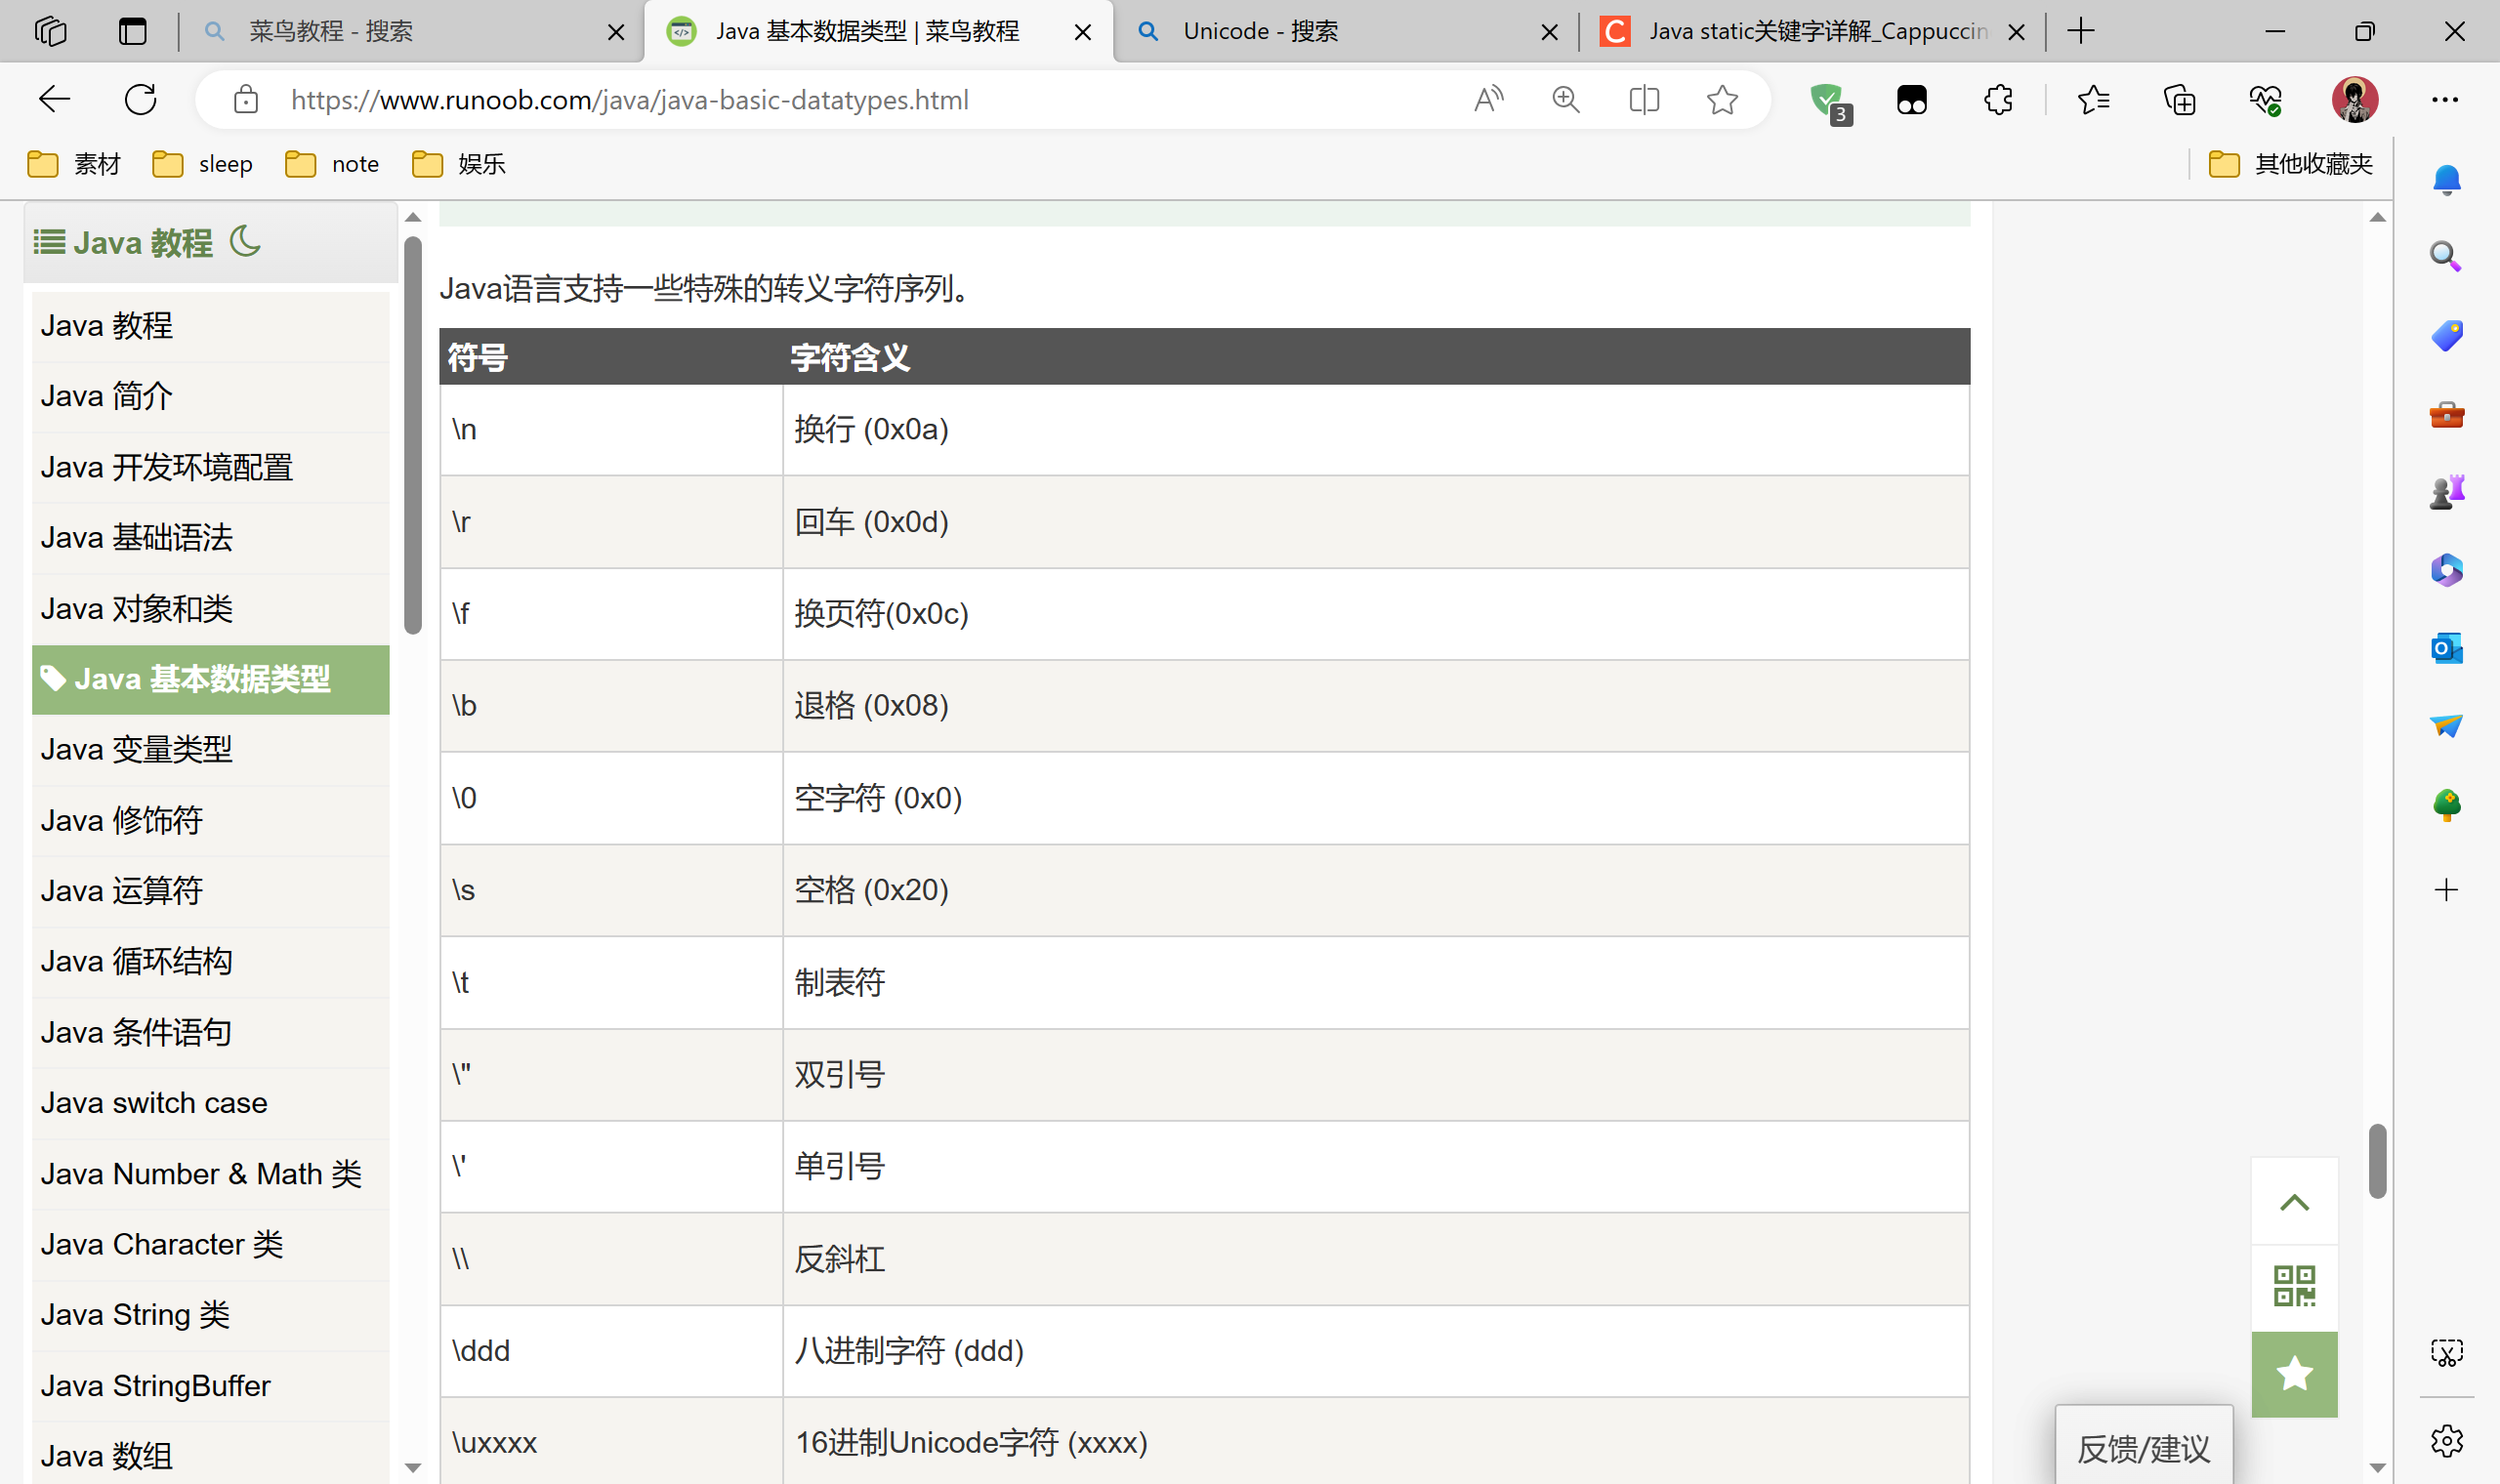 菜鸟教程 - 搜索
Java 基本数据类型 | 菜鸟教程
Unicode - 搜索
Java static关键字详解_Cappuccin
https://www.runoob.com/java/java-basic-datatypes.html
3
素材
sleep
note
娱乐
其他收藏夹
Java 教程
Java 教程
Java 简介
Java 开发环境配置
Java 基础语法
Java 对象和类
Java 基本数据类型
Java 变量类型
Java 修饰符
Java 运算符
Java 循环结构
Java 条件语句
Java switch case
Java Number & Math 类
Java Character 类
Java String 类
Java StringBuffer
Java 数组
Java语言支持一些特殊的转义字符序列。
符号 字符含义
\n 换行 (0x0a)
\r 回车 (0x0d)
\f 换页符(0x0c)
\b 退格 (0x08)
\0 空字符 (0x0)
\s 空格 (0x20)
\t 制表符
\" 双引号
\' 单引号
\\ 反斜杠
\ddd 八进制字符 (ddd)
\uxxxx 16进制Unicode字符 (xxxx)
反馈/建议